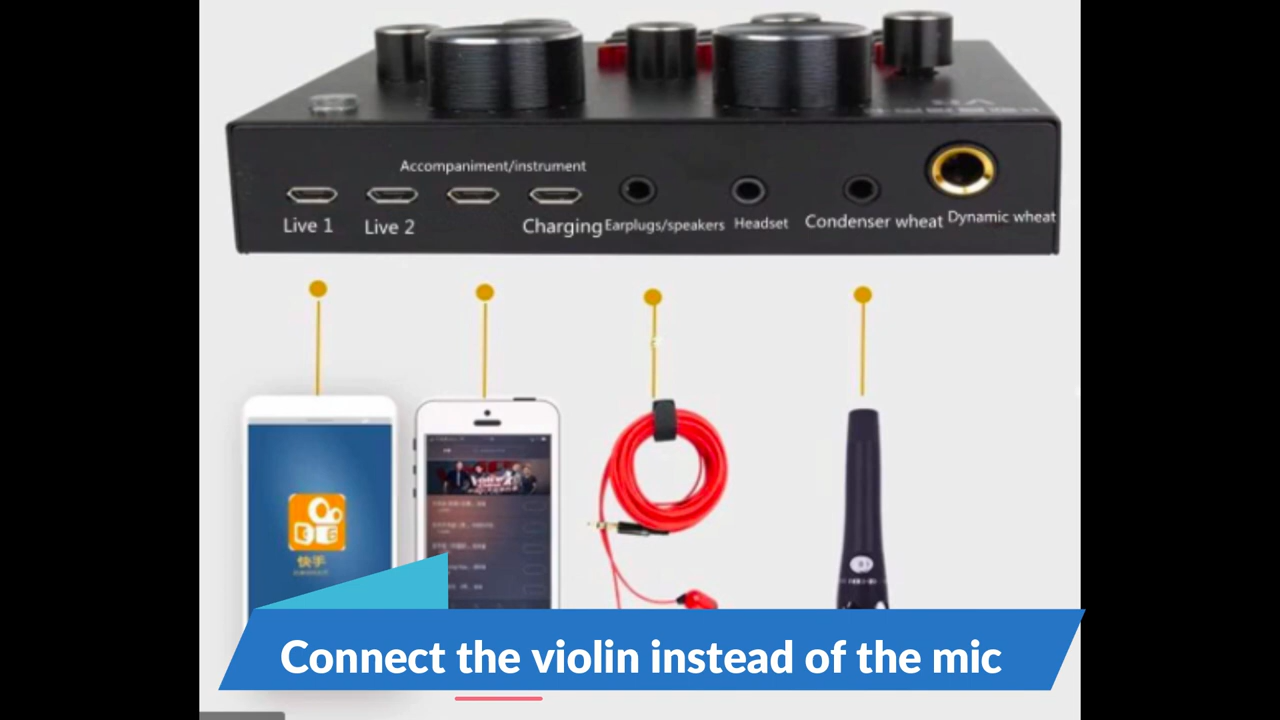 Accompaniment/instrument
Live 1
Live 2
Charging
Earplugs/speakers
Headset
Condenser wheat
Dynamic wheat
快手
Connect the violin instead of the mic